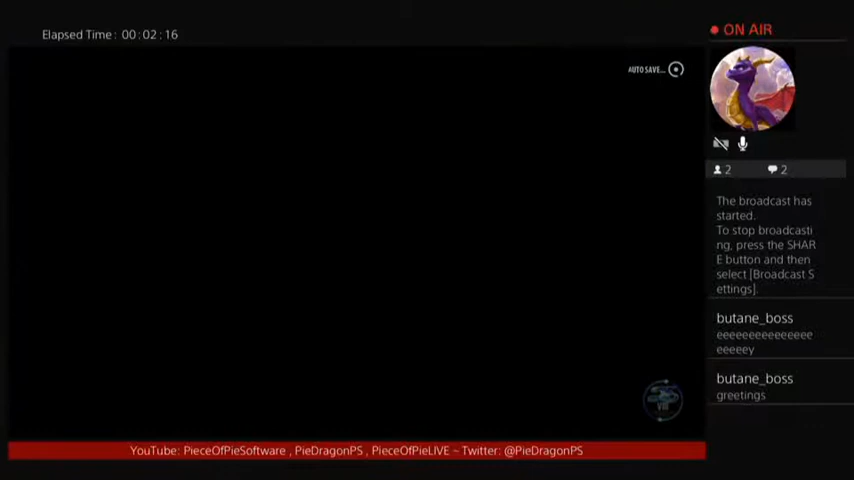 Elapsed Time: 00:02:16
ON AIR
AUTO SAVE...
2 2
The broadcast has
started.
To stop broadcasti
ng, press the SHAR
E button and then
select [Broadcast S
ettings].
butane_boss
eeeeeeeeeeeeeee
eeeeey
butane_boss
greetings
YouTube: PieceOfPieSoftware , PieDragonPS , PieceOfPieLIVE ~ Twitter: @PieDragonPS